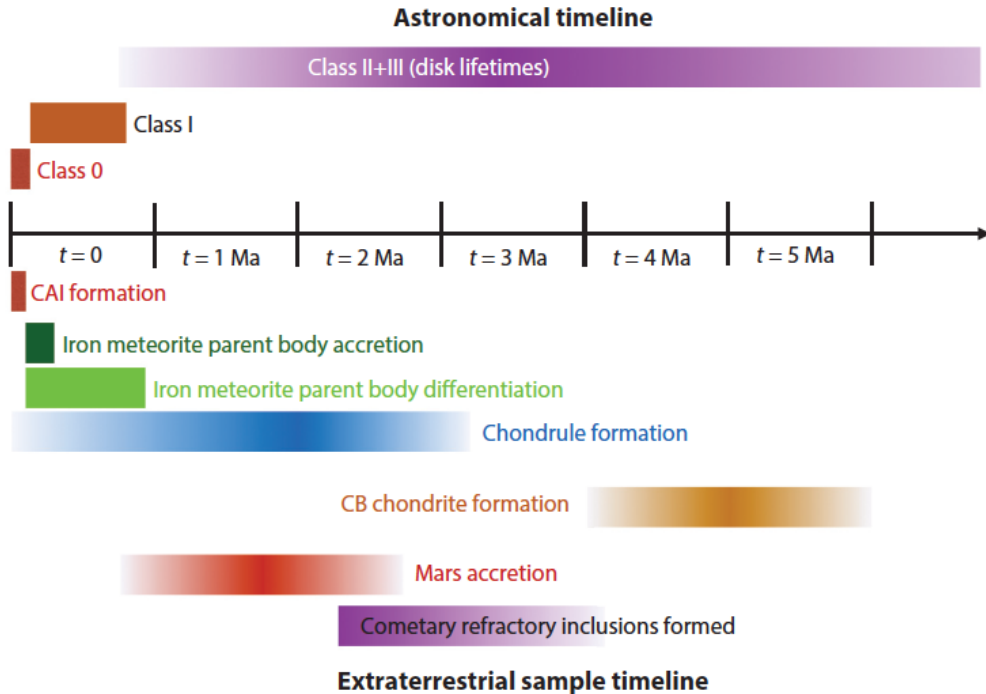 Astronomical timeline
Class II+III (disk lifetimes)
Class I
Class 0
t = 0
t = 1 Ma
t = 2 Ma
t = 3 Ma
t = 4 Ma
t = 5 Ma
CAI formation
Iron meteorite parent body accretion
Iron meteorite parent body differentiation
Chondrule formation
CB chondrite formation
Mars accretion
Cometary refractory inclusions formed
Extraterrestrial sample timeline